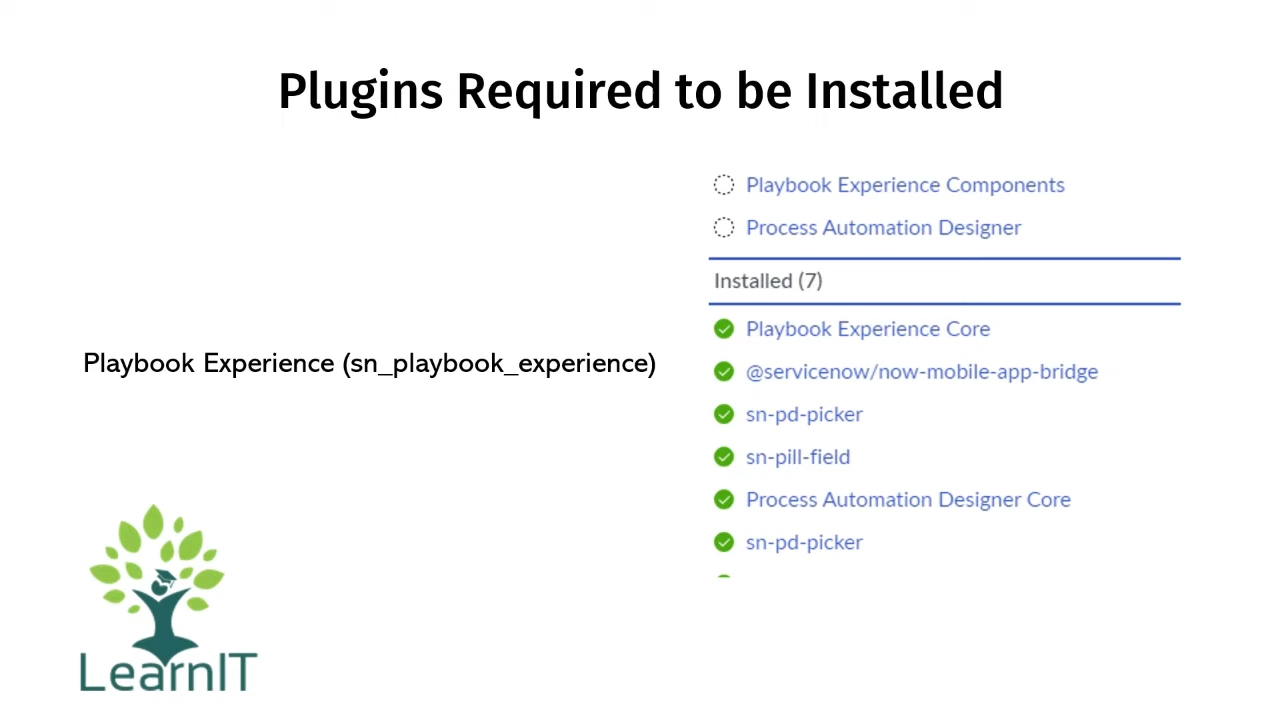 Plugins Required to be Installed
Playbook Experience (sn_playbook_experience)
Playbook Experience Components
Process Automation Designer
Installed (7)
Playbook Experience Core
@servicenow/now-mobile-app-bridge
sn-pd-picker
sn-pill-field
Process Automation Designer Core
sn-pd-picker
LearnIT